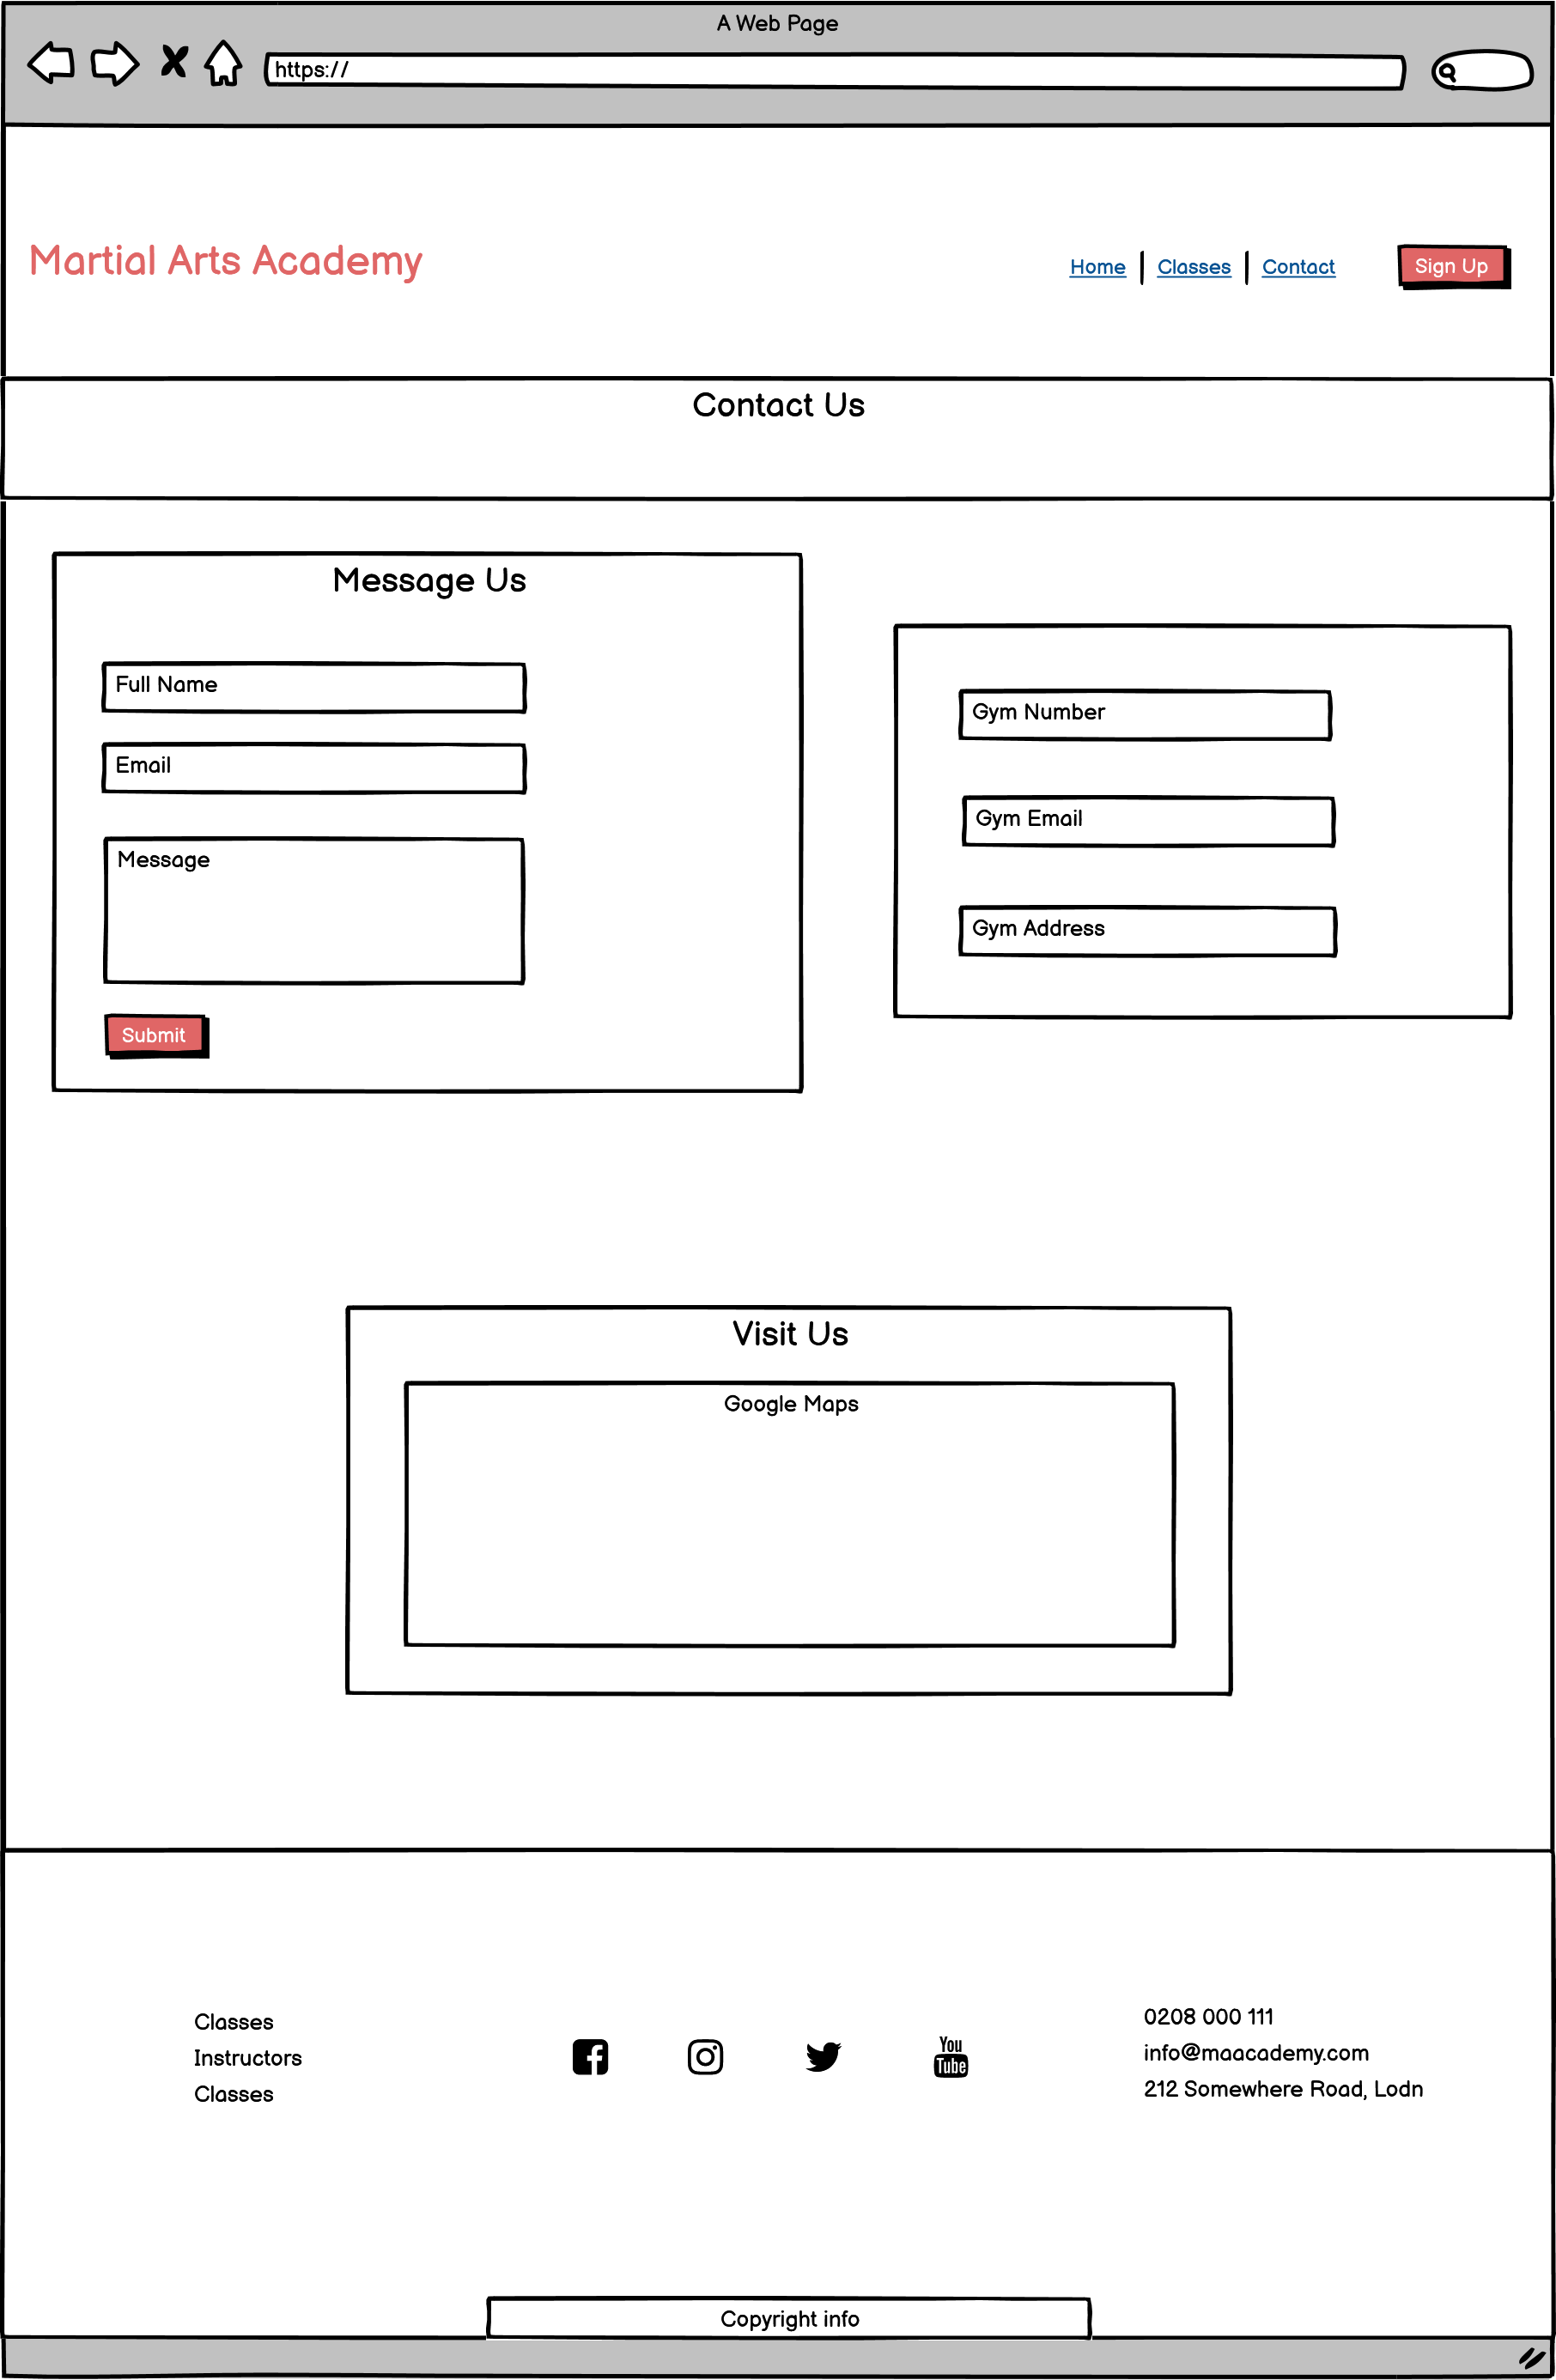 A Web Page
https://
Martial Arts Academy
Home
Classes
Contact
Sign Up
Contact Us
Message Us
Full Name
Email
Message
Submit
Gym Number
Gym Email
Gym Address
Visit Us
Google Maps
Classes
Instructors
Classes
You
Tube
0208 000 111
info@maacademy.com
212 Somewhere Road, Lodn
Copyright info